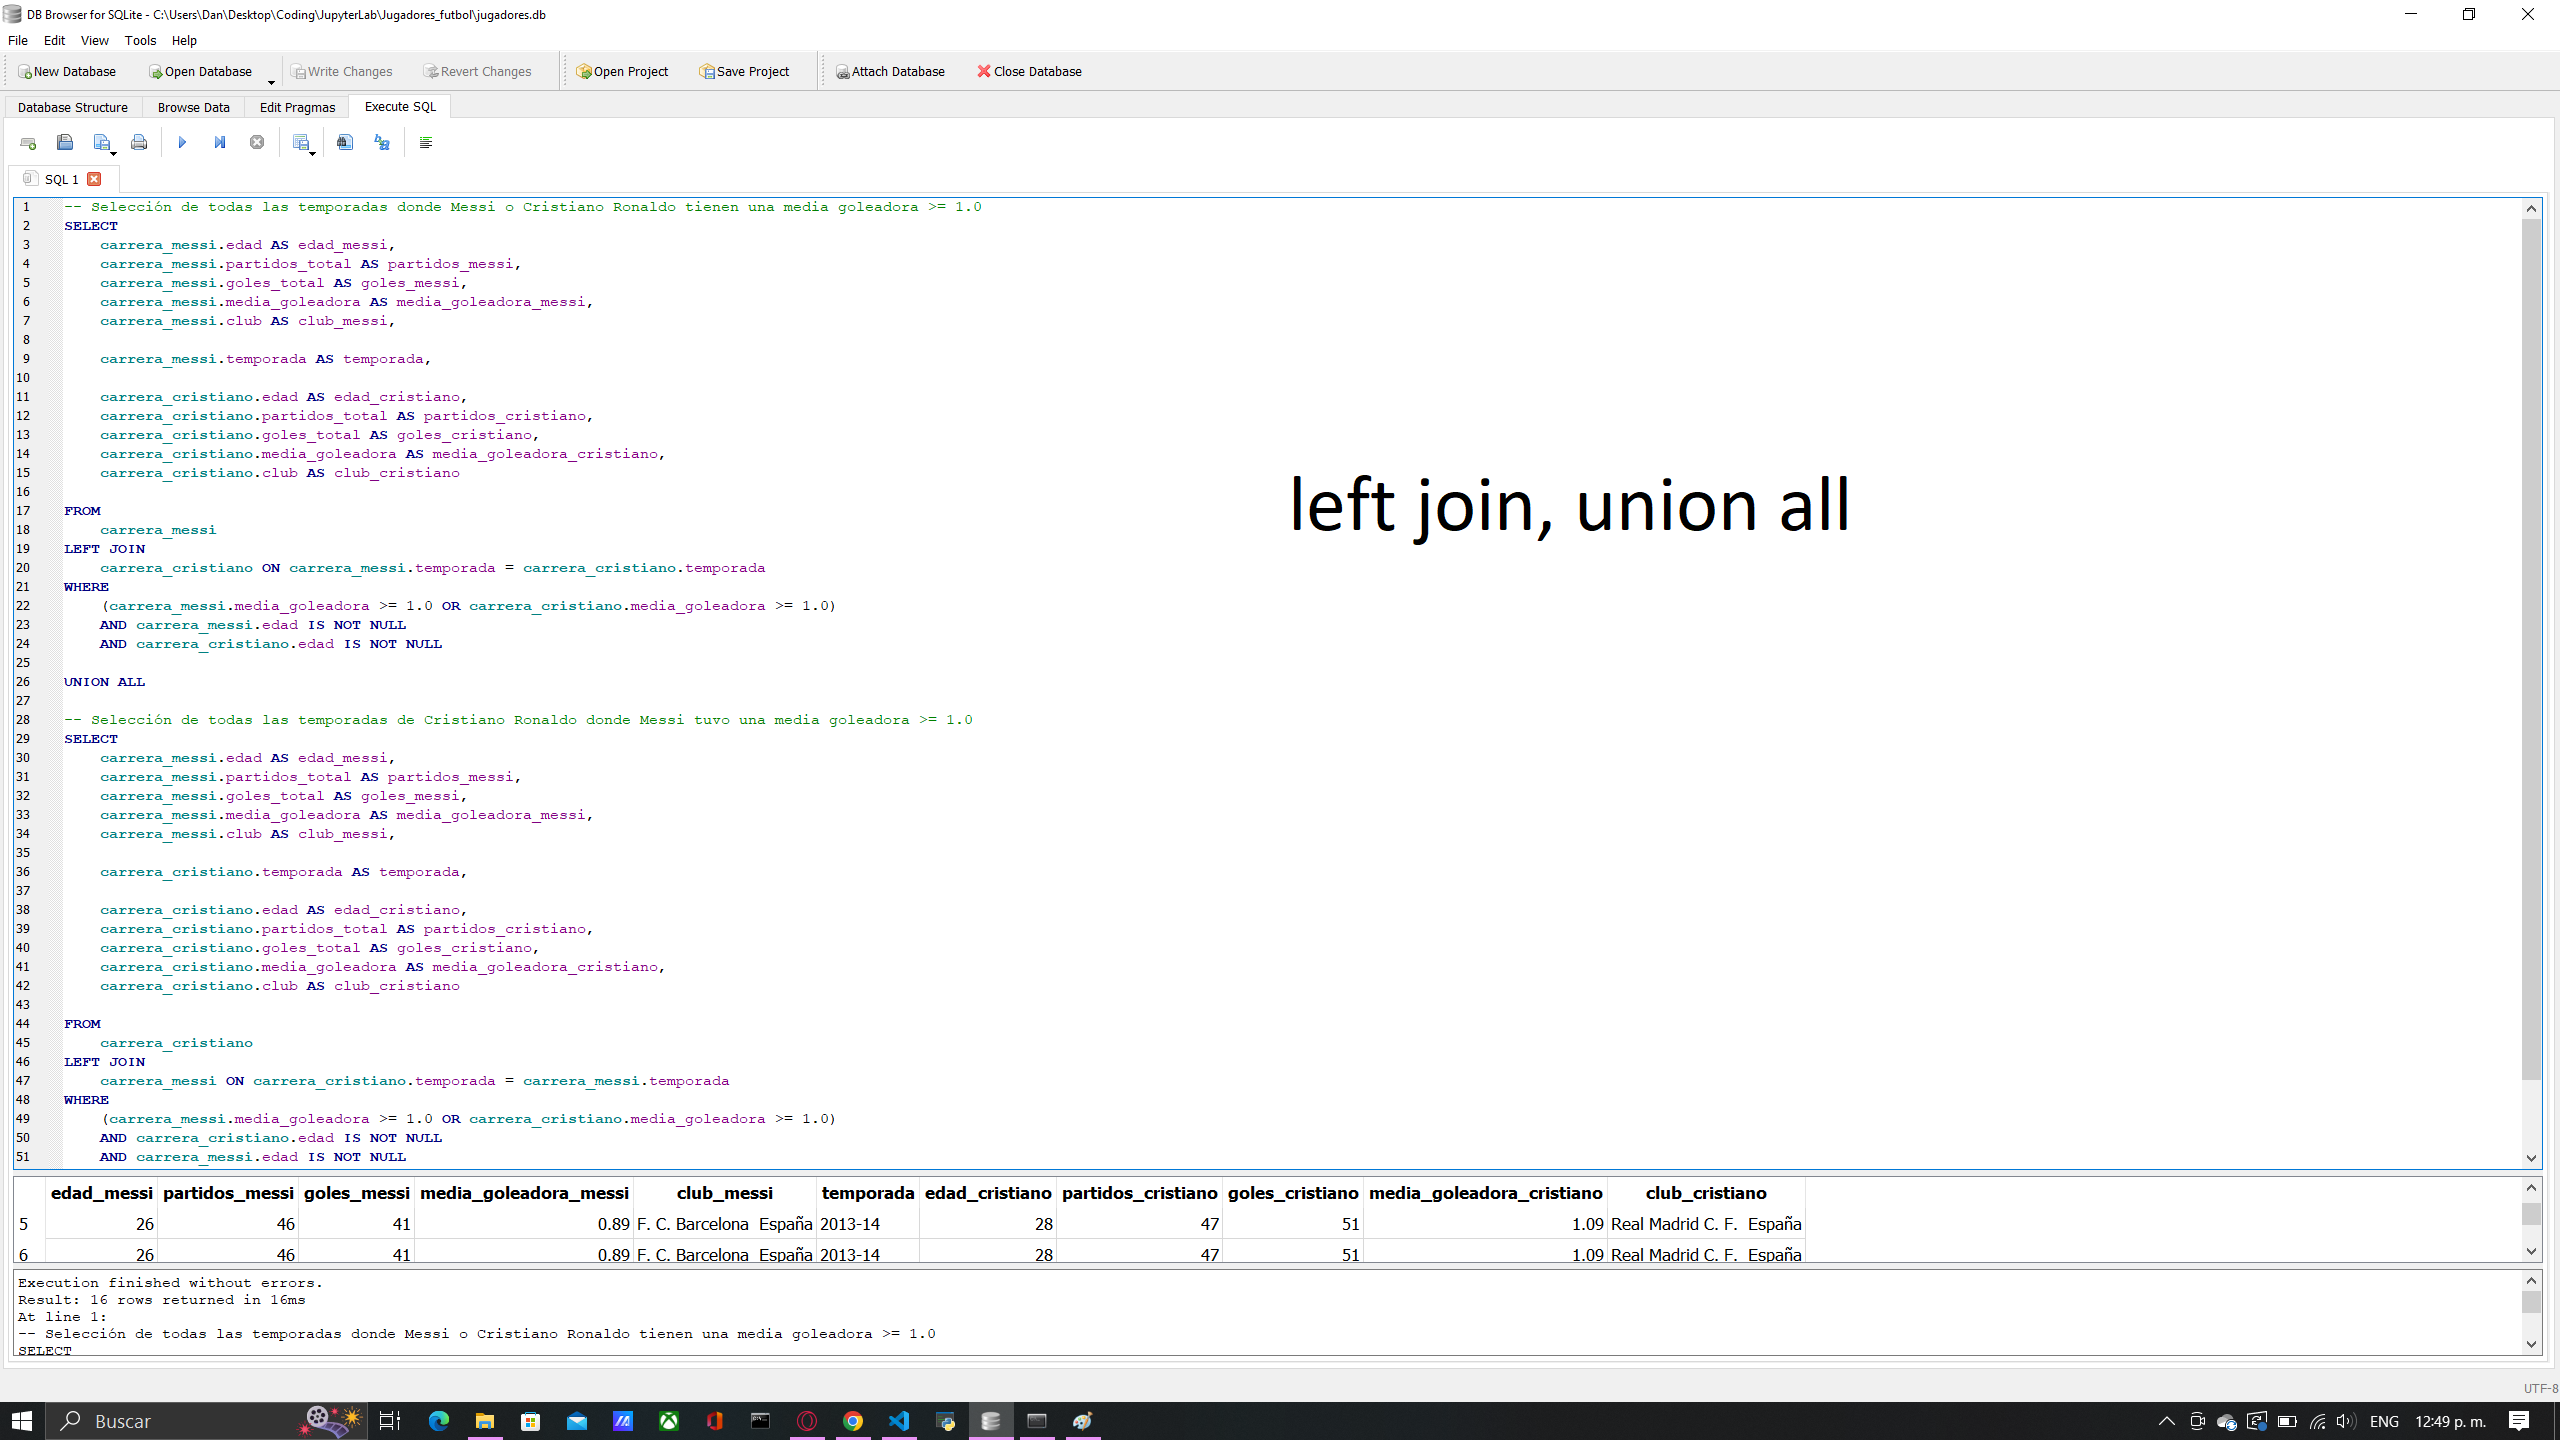 DB Browser for SQLite - C:\Users\Dan\Desktop\Coding\JupyterLab\Jugadores_futbol\jugadores.db
File Edit View Tools Help
New Database Open Database Write Changes Revert Changes Open Project Save Project Attach Database Close Database
Database Structure Browse Data Edit Pragmas Execute SQL
SQL 1
1 -- Selección de todas las temporadas donde Messi o Cristiano Ronaldo tienen una media goleadora >= 1.0
2 SELECT
3 carrera_messi.edad AS edad_messi,
4 carrera_messi.partidos_total AS partidos_messi,
5 carrera_messi.goles_total AS goles_messi,
6 carrera_messi.media_goleadora AS media_goleadora_messi,
7 carrera_messi.club AS club_messi,
8
9 carrera_messi.temporada AS temporada,
10
11 carrera_cristiano.edad AS edad_cristiano,
12 carrera_cristiano.partidos_total AS partidos_cristiano,
13 carrera_cristiano.goles_total AS goles_cristiano,
14 carrera_cristiano.media_goleadora AS media_goleadora_cristiano,
15 carrera_cristiano.club AS club_cristiano
16
17 FROM
18 carrera_messi
19 LEFT JOIN
20 carrera_cristiano ON carrera_messi.temporada = carrera_cristiano.temporada
21 WHERE
22 (carrera_messi.media_goleadora >= 1.0 OR carrera_cristiano.media_goleadora >= 1.0)
23 AND carrera_messi.edad IS NOT NULL
24 AND carrera_cristiano.edad IS NOT NULL
25
26 UNION ALL
27
28 -- Selección de todas las temporadas de Cristiano Ronaldo donde Messi tuvo una media goleadora >= 1.0
29 SELECT
30 carrera_messi.edad AS edad_messi,
31 carrera_messi.partidos_total AS partidos_messi,
32 carrera_messi.goles_total AS goles_messi,
33 carrera_messi.media_goleadora AS media_goleadora_messi,
34 carrera_messi.club AS club_messi,
35
36 carrera_cristiano.temporada AS temporada,
37
38 carrera_cristiano.edad AS edad_cristiano,
39 carrera_cristiano.partidos_total AS partidos_cristiano,
40 carrera_cristiano.goles_total AS goles_cristiano,
41 carrera_cristiano.media_goleadora AS media_goleadora_cristiano,
42 carrera_cristiano.club AS club_cristiano
43
44 FROM
45 carrera_cristiano
46 LEFT JOIN
47 carrera_messi ON carrera_cristiano.temporada = carrera_messi.temporada
48 WHERE
49 (carrera_messi.media_goleadora >= 1.0 OR carrera_cristiano.media_goleadora >= 1.0)
50 AND carrera_cristiano.edad IS NOT NULL
51 AND carrera_messi.edad IS NOT NULL
left join, union all
edad_messi partidos_messi goles_messi media_goleadora_messi club_messi temporada edad_cristiano partidos_cristiano goles_cristiano media_goleadora_cristiano club_cristiano
5 26 46 41 0.89 F. C. Barcelona España 2013-14 28 47 51 1.09 Real Madrid C. F. España
6 26 46 41 0.89 F. C. Barcelona España 2013-14 28 47 51 1.09 Real Madrid C. F. España
Execution finished without errors.
Result: 16 rows returned in 16ms
At line 1:
-- Selección de todas las temporadas donde Messi o Cristiano Ronaldo tienen una media goleadora >= 1.0
SELECT
UTF-8
Buscar
ENG 12:49 p. m.